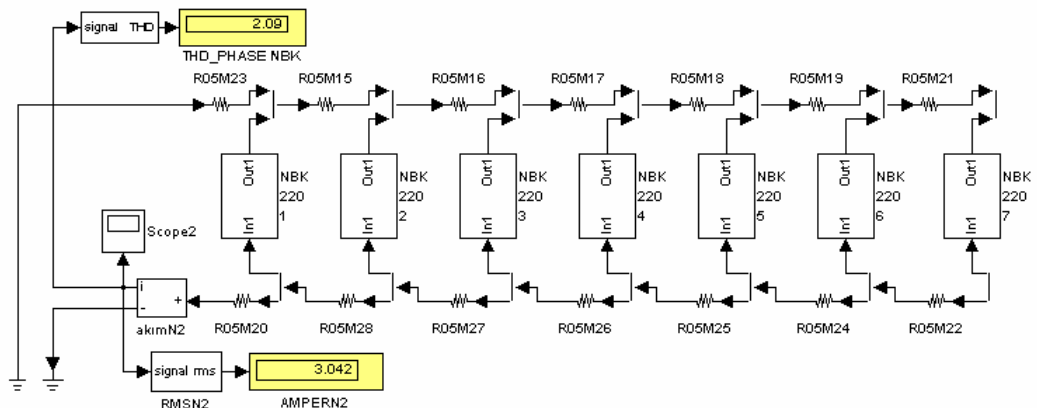 signal THD
2.09
THD_PHASE NBK
R05M23
R05M15
R05M16
R05M17
R05M18
R05M19
R05M21
Out1
In1
NBK
220
1
Out1
In1
NBK
220
2
Out1
In1
NBK
220
3
Out1
In1
NBK
220
4
Out1
In1
NBK
220
5
Out1
In1
NBK
220
6
Out1
In1
NBK
220
7
Scope2
i
+
-
akımN2
R05M20
R05M28
R05M27
R05M26
R05M25
R05M24
R05M22
signal rms
3.042
RMSN2
AMPERN2